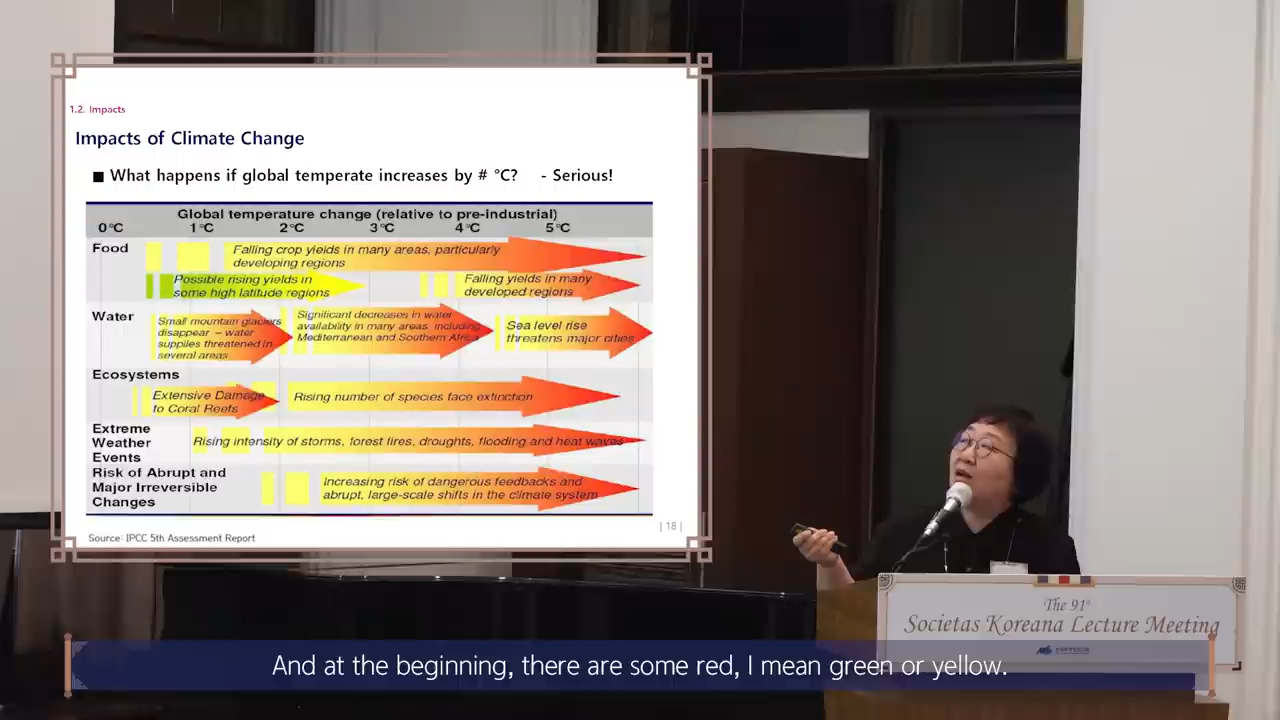 1.2. Impacts
Impacts of Climate Change
■ What happens if global temperate increases by # °C? - Serious!
Global temperature change (relative to pre-industrial)
0°C 1°C 2°C 3°C 4°C 5°C
Food
Falling crop yields in many areas, particularly
developing regions
Possible rising yields in
some high latitude regions
Falling yields in many
developed regions
Water
Small mountain glaciers
disappear – water
supplies threatened in
several areas
Significant decreases in water
availability in many areas, including
Mediterranean and Southern Africa
Sea level rise
threatens major cities
Ecosystems
Extensive Damage
to Coral Reefs
Rising number of species face extinction
Extreme
Weather
Events
Rising intensity of storms, forest fires, droughts, flooding and heat waves
Risk of Abrupt and
Major Irreversible
Changes
Increasing risk of dangerous feedbacks and
abrupt, large-scale shifts in the climate system
| 18 |
Source: IPCC 5th Assessment Report
The 91st
Societas Koreana Lecture Meeting
And at the beginning, there are some red, I mean green or yellow.